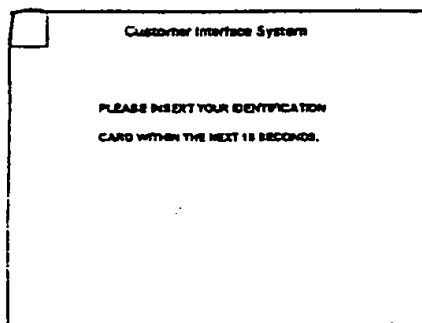 Customer Interface System
PLEASE INSERT YOUR IDENTIFICATION
CARD WITHIN THE NEXT 15 SECONDS.